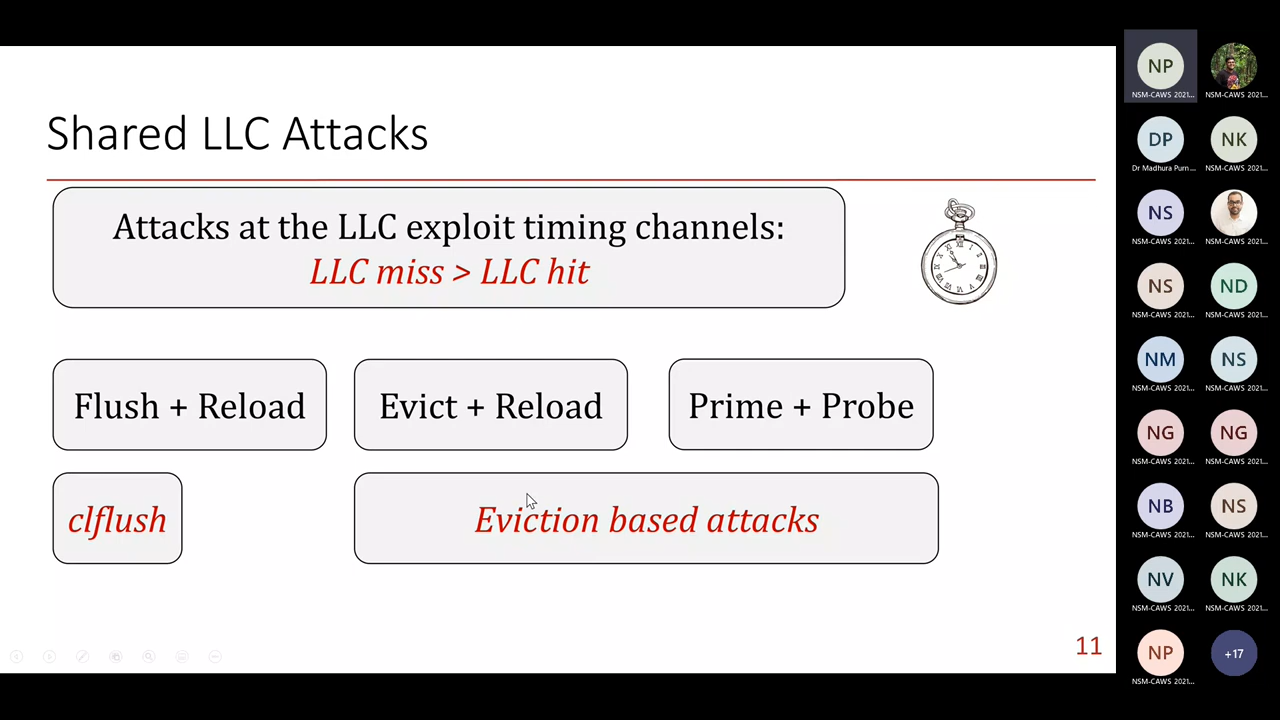 Shared LLC Attacks
Attacks at the LLC exploit timing channels:
LLC miss > LLC hit
Flush + Reload
Evict + Reload
Prime + Probe
clflush
Eviction based attacks
11
NP
NSM-CAWS 2021...
NSM-CAWS 2021...
DP
NK
Dr Madhura Purn...
NSM-CAWS 2021...
NS
NSM-CAWS 2021...
NSM-CAWS 2021...
NS
ND
NSM-CAWS 2021...
NSM-CAWS 2021...
NM
NS
NSM-CAWS 2021...
NSM-CAWS 2021...
NG
NG
NSM-CAWS 2021...
NSM-CAWS 2021...
NB
NS
NSM-CAWS 2021...
NSM-CAWS 2021...
NV
NK
NSM-CAWS 2021...
NSM-CAWS 2021...
NP
+17
NSM-CAWS 2021...